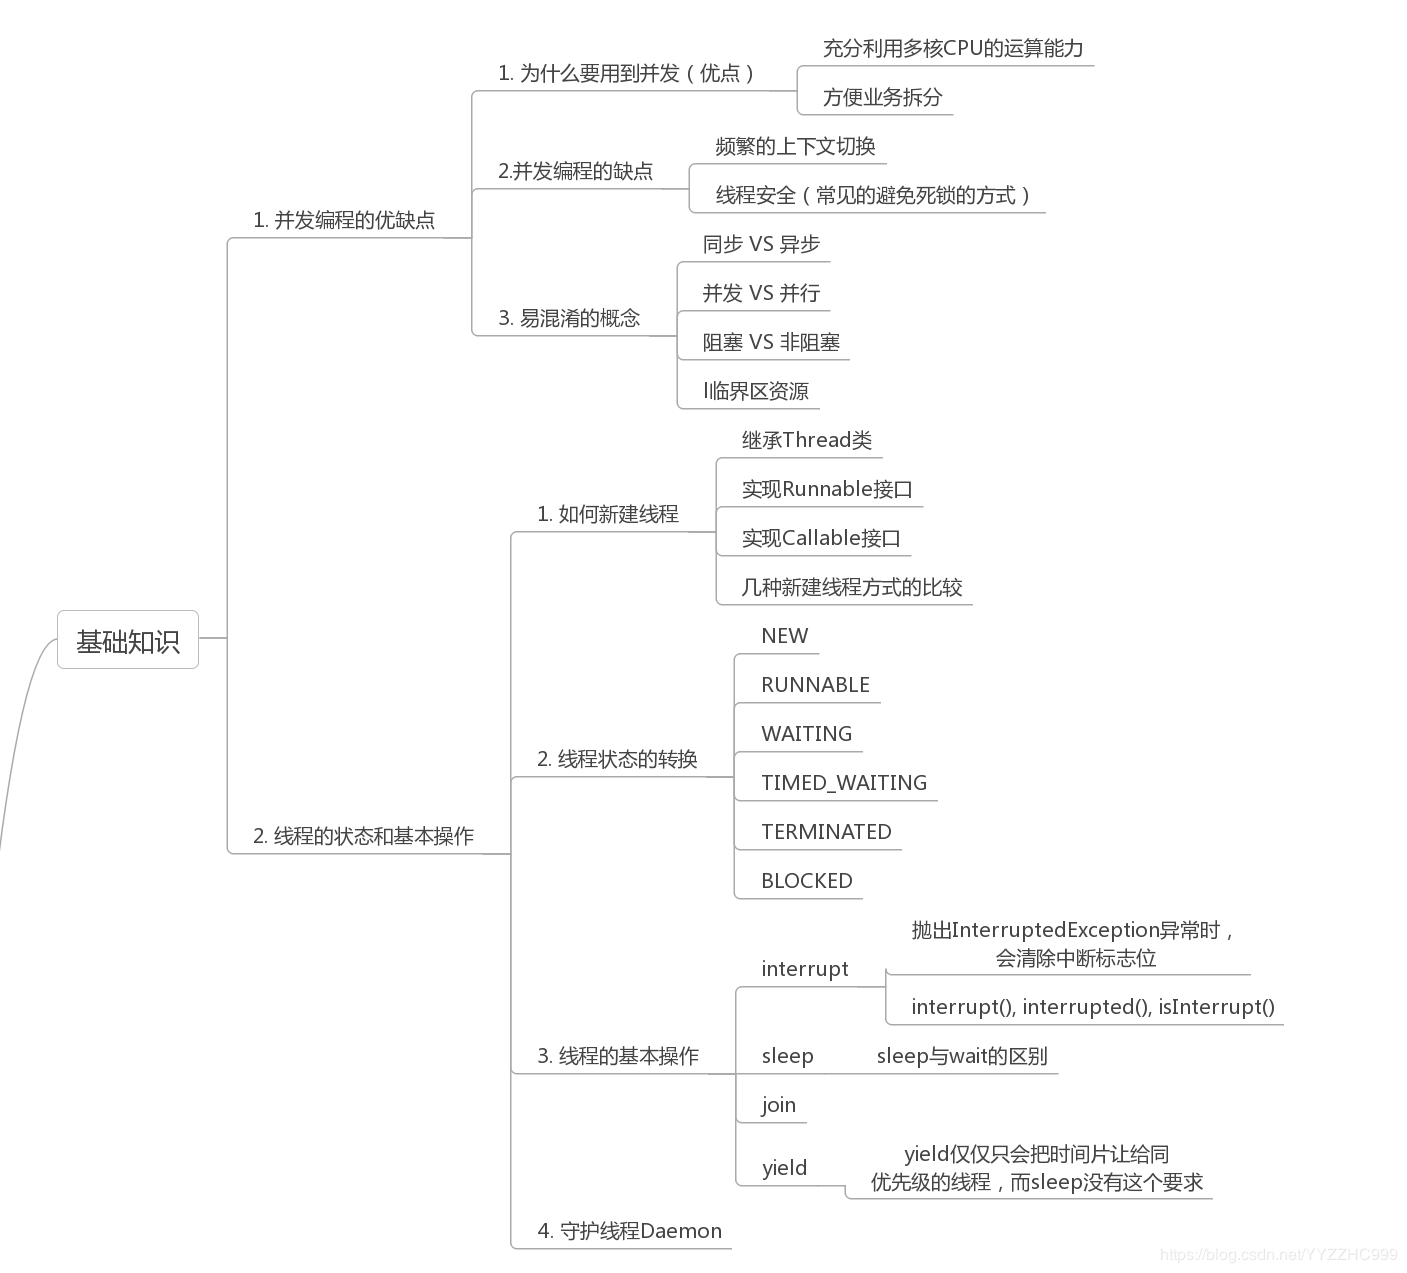 充分利用多核CPU的运算能力
1. 为什么要用到并发（优点）
方便业务拆分
频繁的上下文切换
2.并发编程的缺点
线程安全（常见的避免死锁的方式）
1. 并发编程的优缺点
同步 VS 异步
并发 VS 并行
3. 易混淆的概念
阻塞 VS 非阻塞
l临界区资源
继承Thread类
实现Runnable接口
1. 如何新建线程
实现Callable接口
几种新建线程方式的比较
基础知识
NEW
RUNNABLE
WAITING
2. 线程状态的转换
TIMED_WAITING
TERMINATED
2. 线程的状态和基本操作
BLOCKED
抛出InterruptedException异常时，
会清除中断标志位
interrupt
interrupt(), interrupted(), isInterrupt()
3. 线程的基本操作
sleep
sleep与wait的区别
join
yield仅仅只会把时间片让给同
优先级的线程，而sleep没有这个要求
yield
4. 守护线程Daemon
https://blog.csdn.net/YYZZHC999